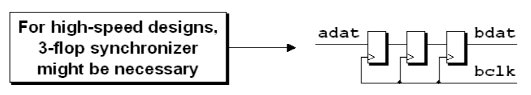 For high-speed designs,
3-flop synchronizer
might be necessary
adat
bdat
bclk